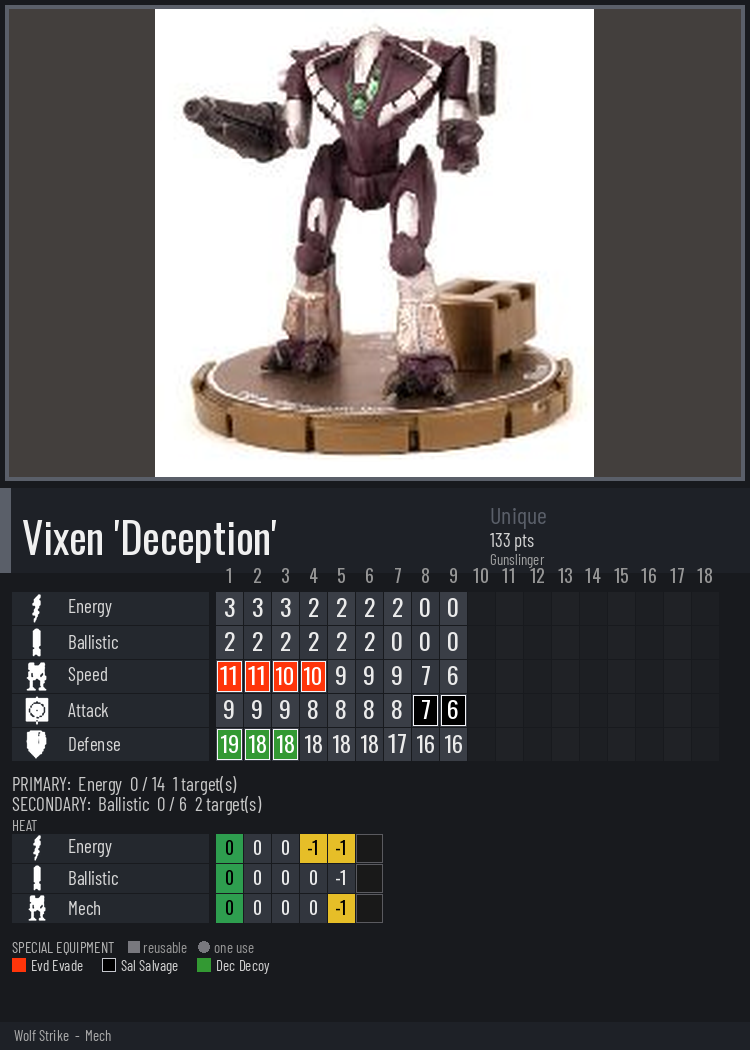 Vixen 'Deception'
Unique
133 pts
Gunslinger
1 2 3 4 5 6 7 8 9 10 11 12 13 14 15 16 17 18
Energy 3 3 3 2 2 2 2 0 0
Ballistic 2 2 2 2 2 2 0 0 0
Speed 11 11 10 10 9 9 9 7 6
Attack 9 9 9 8 8 8 8 7 6
Defense 19 18 18 18 18 18 17 16 16
PRIMARY: Energy 0 / 14 1 target(s)
SECONDARY: Ballistic 0 / 6 2 target(s)
HEAT
Energy 0 0 0 -1 -1
Ballistic 0 0 0 0 -1
Mech 0 0 0 0 -1
SPECIAL EQUIPMENT reusable one use
Evd Evade Sal Salvage Dec Decoy
Wolf Strike - Mech